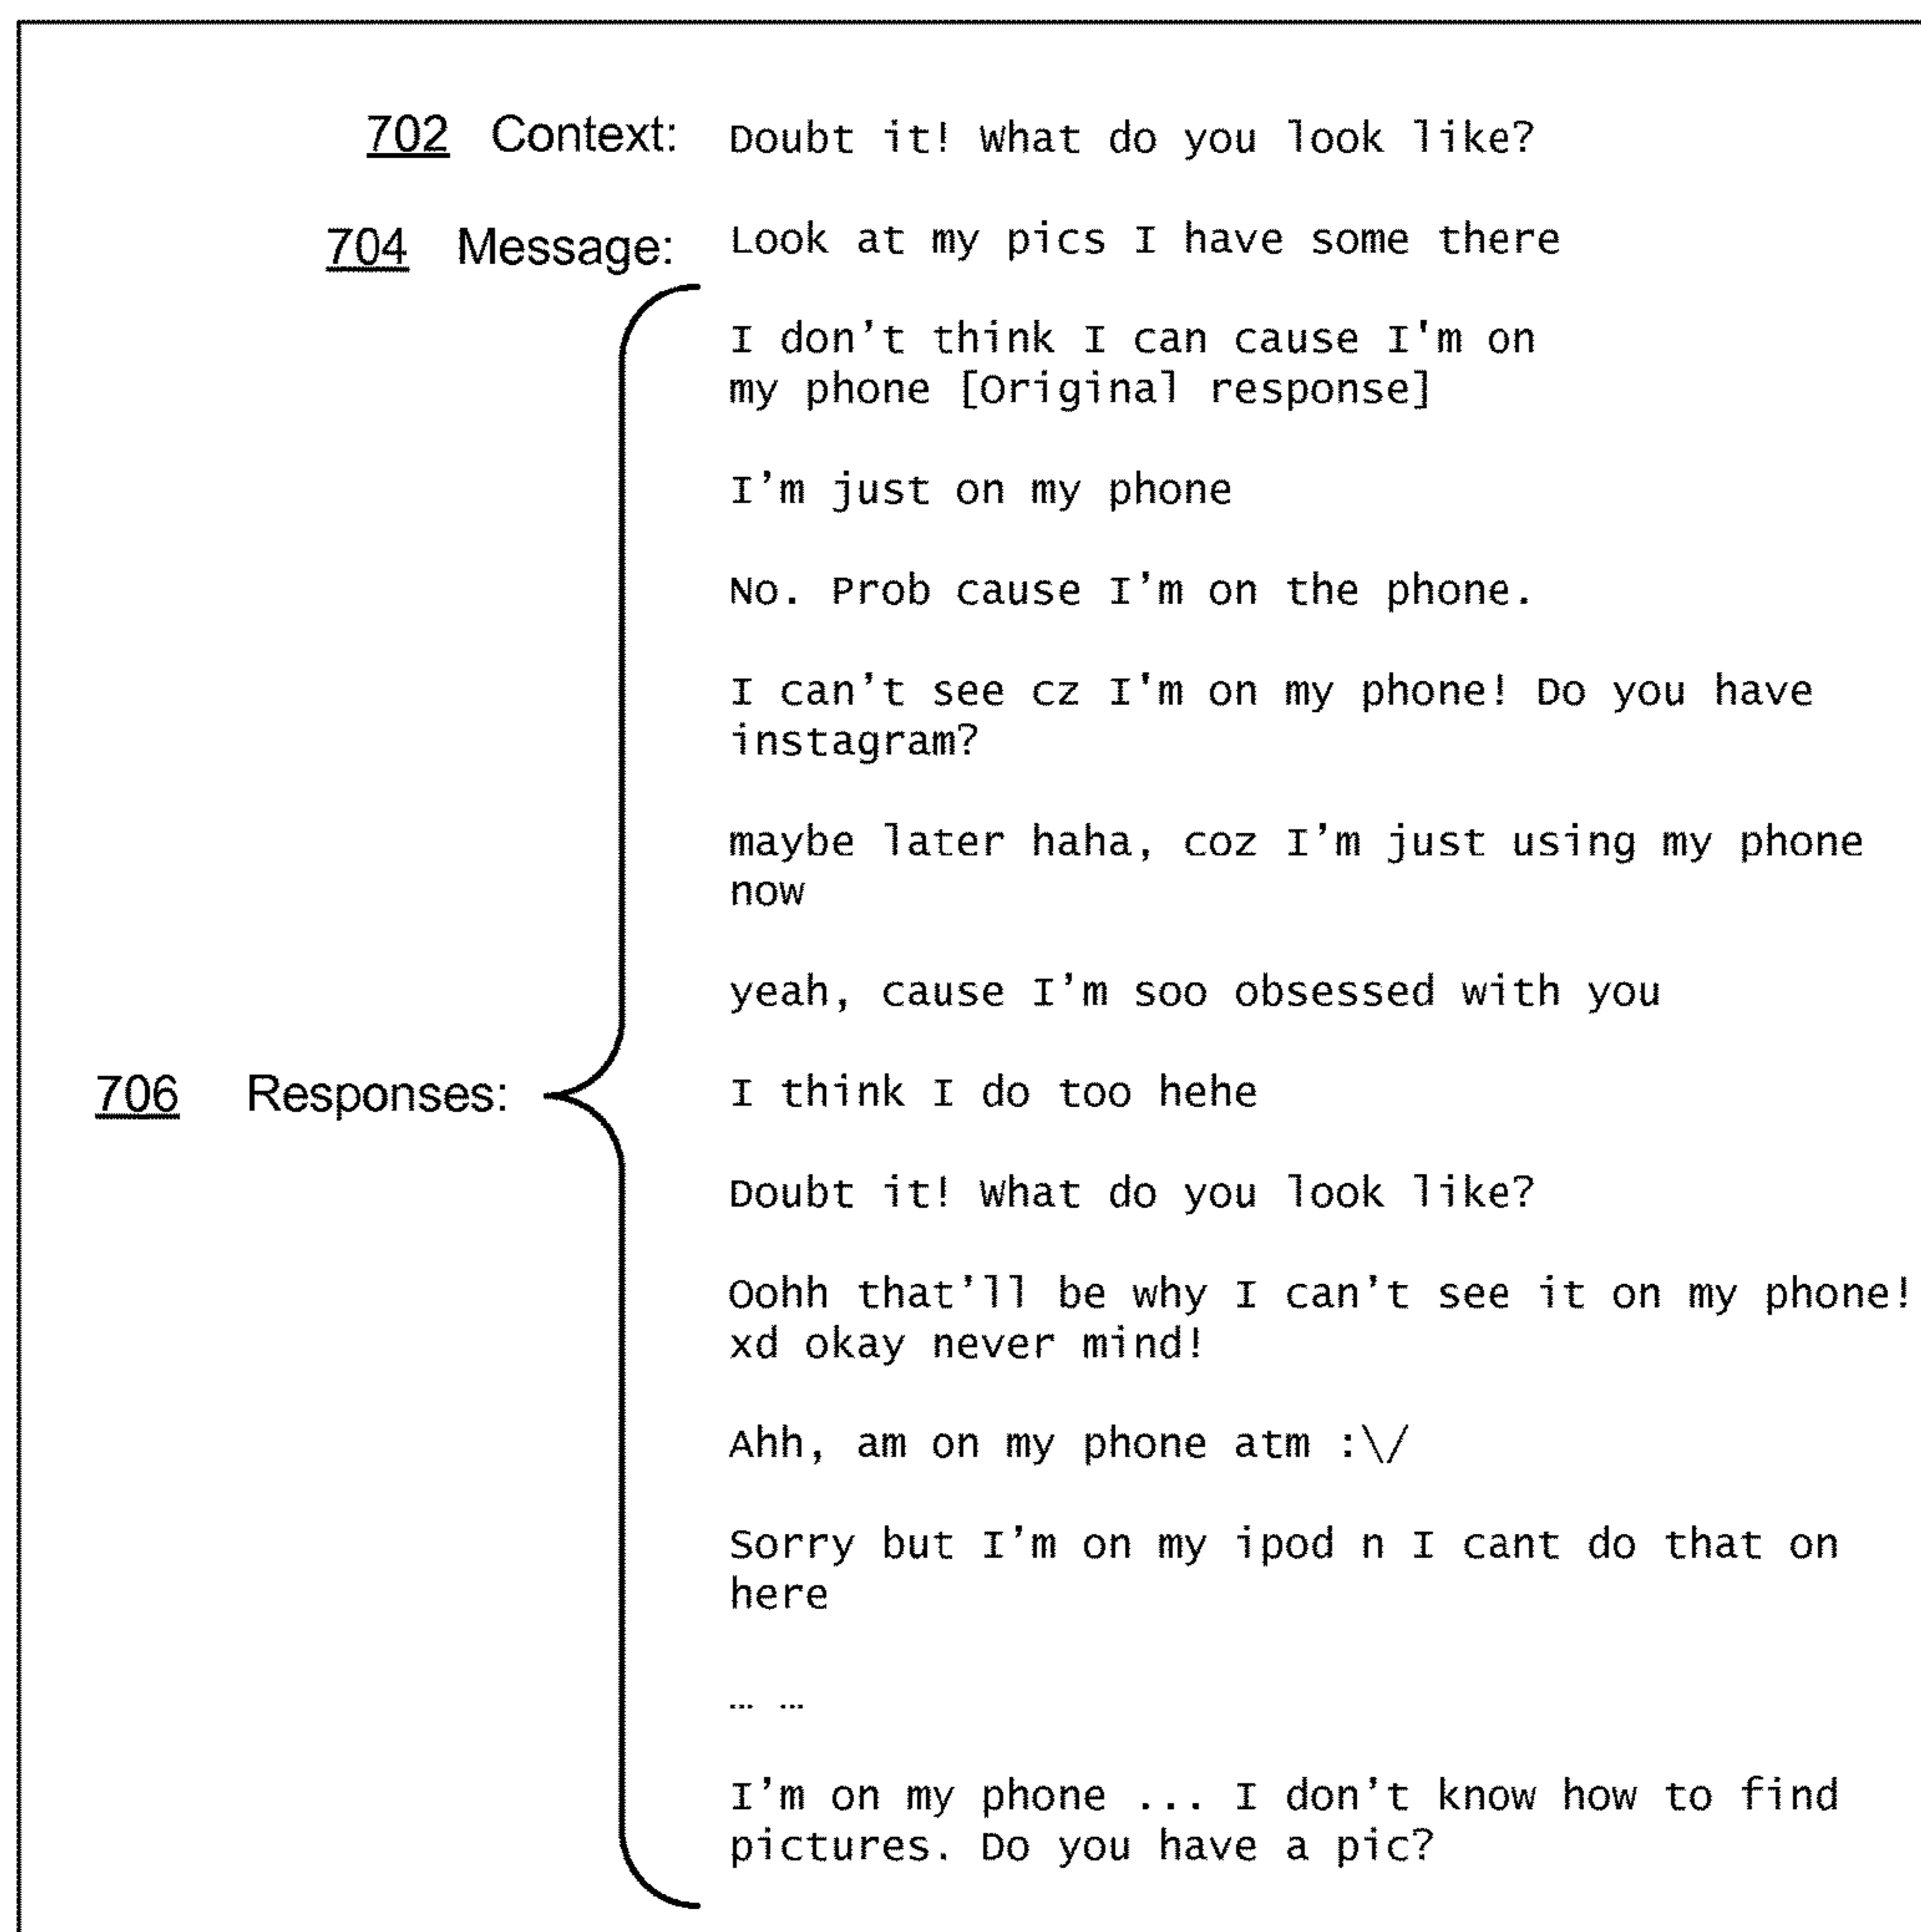 702 Context: Doubt it! What do you look like?
704 Message: Look at my pics I have some there
I don’t think I can cause I'm on
my phone [Original response]
I’m just on my phone
No. Prob cause I’m on the phone.
I can’t see cz I'm on my phone! Do you have
instagram?
maybe later haha, coz I’m just using my phone
now
yeah, cause I’m soo obsessed with you
706 Responses: I think I do too hehe
Doubt it! What do you look like?
Oohh that’ll be why I can’t see it on my phone!
xd okay never mind!
Ahh, am on my phone atm :\/
Sorry but I’m on my ipod n I cant do that on
here
… …
I’m on my phone ... I don’t know how to find
pictures. Do you have a pic?